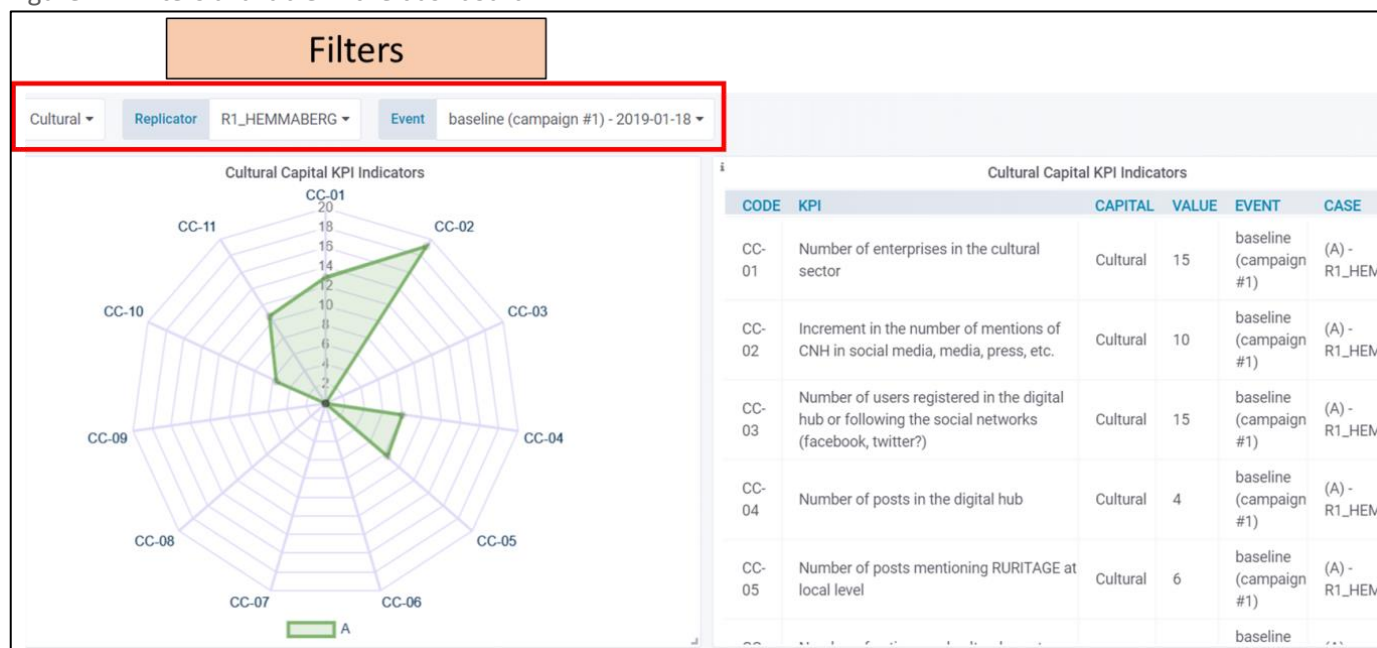 Filters
Cultural
Replicator R1_HEMMABERG
Event baseline (campaign #1) - 2019-01-18
Cultural Capital KPI Indicators
CC-01
20
18
16
14
12
10
8
6
4
2
CC-02
CC-03
CC-04
CC-05
CC-06
CC-07
CC-08
CC-09
CC-10
CC-11
A
i
Cultural Capital KPI Indicators
CODE KPI CAPITAL VALUE EVENT CASE
CC-
01
Number of enterprises in the cultural
sector
Cultural 15
baseline
(campaign
#1)
(A) -
R1_HEM
CC-
02
Increment in the number of mentions of
CNH in social media, media, press, etc.
Cultural 10
baseline
(campaign
#1)
(A) -
R1_HEM
CC-
03
Number of users registered in the digital
hub or following the social networks
(facebook, twitter?)
Cultural 15
baseline
(campaign
#1)
(A) -
R1_HEM
CC-
04
Number of posts in the digital hub
Cultural 4
baseline
(campaign
#1)
(A) -
R1_HEM
CC-
05
Number of posts mentioning RURITAGE at
local level
Cultural 6
baseline
(campaign
#1)
(A) -
R1_HEM
baseline